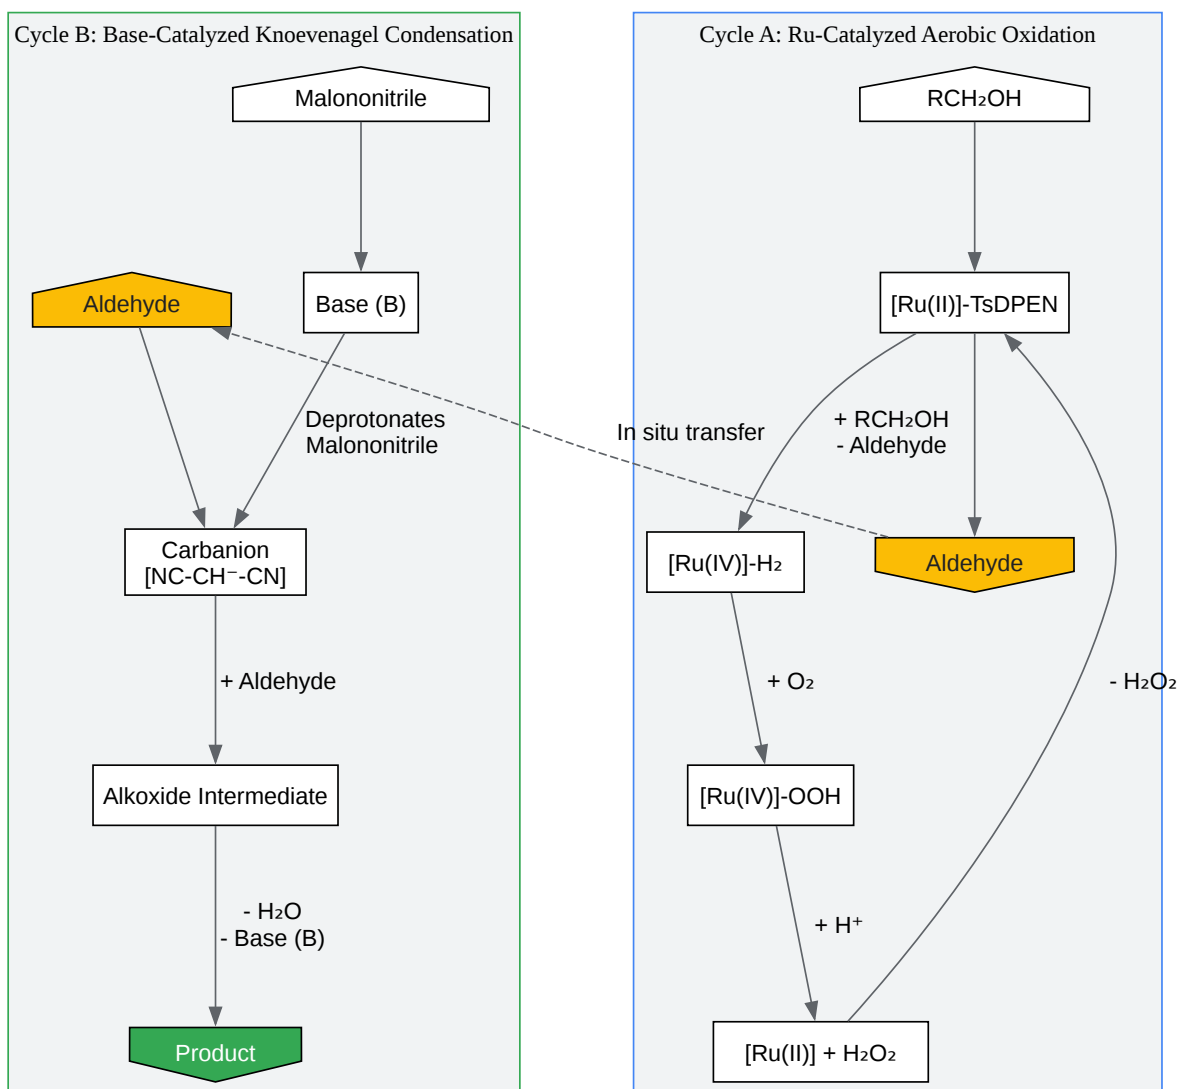 Cycle B: Base-Catalyzed Knoevenagel Condensation
Malononitrile
Aldehyde
Base (B)
Deprotonates
Malononitrile
Carbanion
[NC-CH⁻-CN]
+ Aldehyde
Alkoxide Intermediate
- H₂O
- Base (B)
Product
In situ transfer
Cycle A: Ru-Catalyzed Aerobic Oxidation
RCH₂OH
[Ru(II)]-TsDPEN
+ RCH₂OH
- Aldehyde
[Ru(IV)]-H₂
Aldehyde
+ O₂
- H₂O₂
[Ru(IV)]-OOH
+ H⁺
[Ru(II)] + H₂O₂